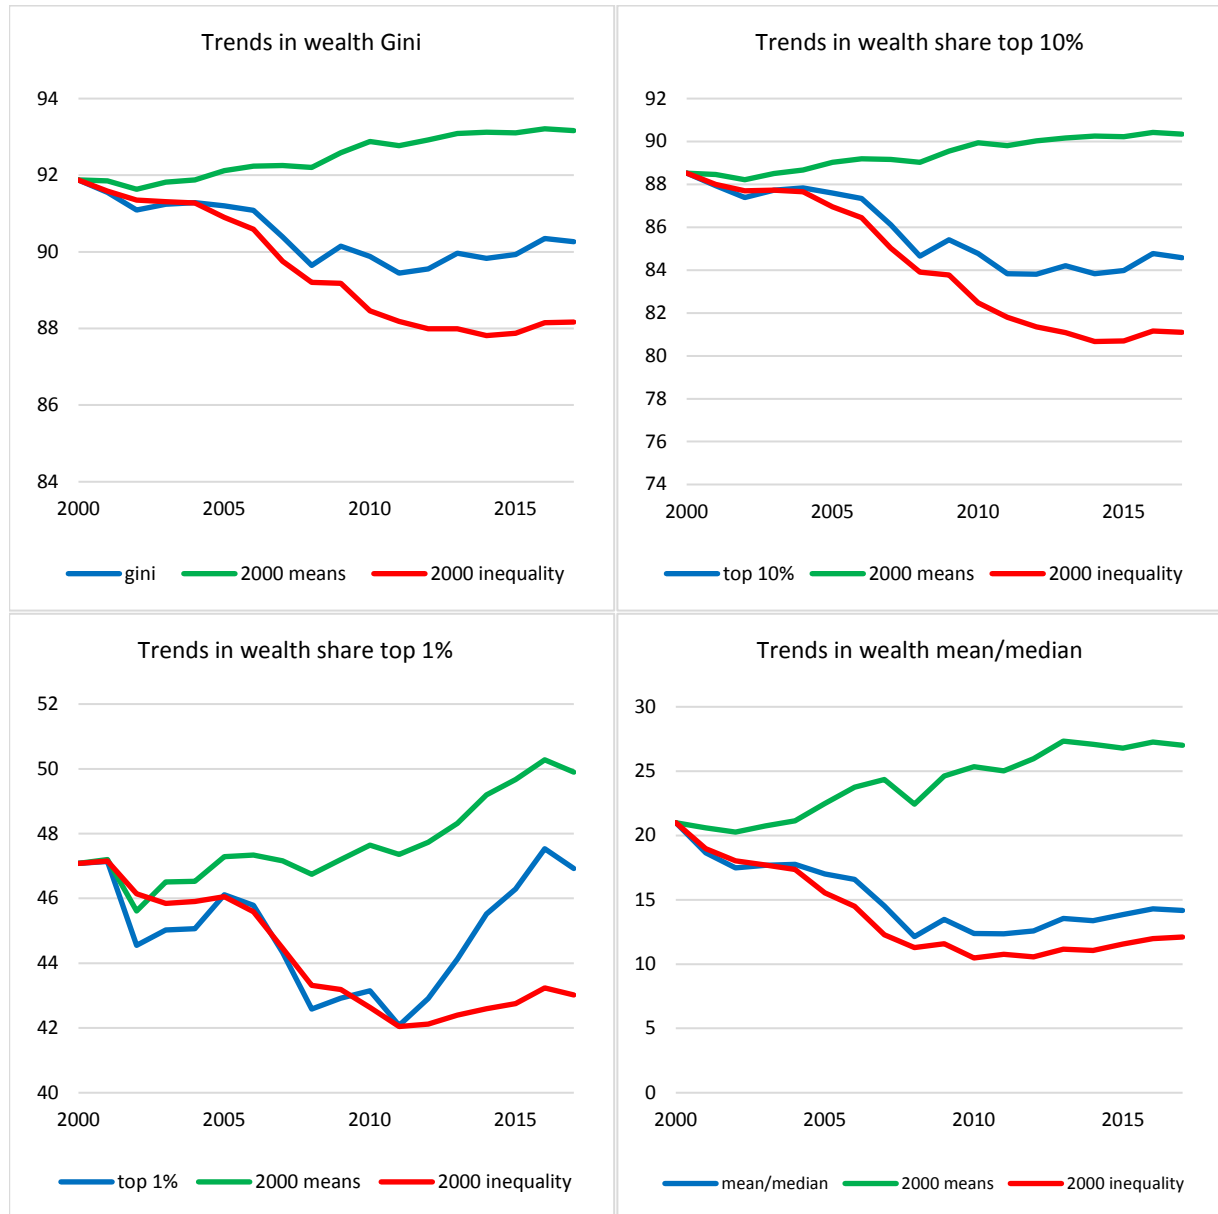 Trends in wealth Gini
94
92
90
88
86
84
2000 2005 2010 2015
gini 2000 means 2000 inequality
Trends in wealth share top 10%
92
90
88
86
84
82
80
78
76
74
2000 2005 2010 2015
top 10% 2000 means 2000 inequality
Trends in wealth share top 1%
52
50
48
46
44
42
40
2000 2005 2010 2015
top 1% 2000 means 2000 inequality
Trends in wealth mean/median
30
25
20
15
10
5
0
2000 2005 2010 2015
mean/median 2000 means 2000 inequality